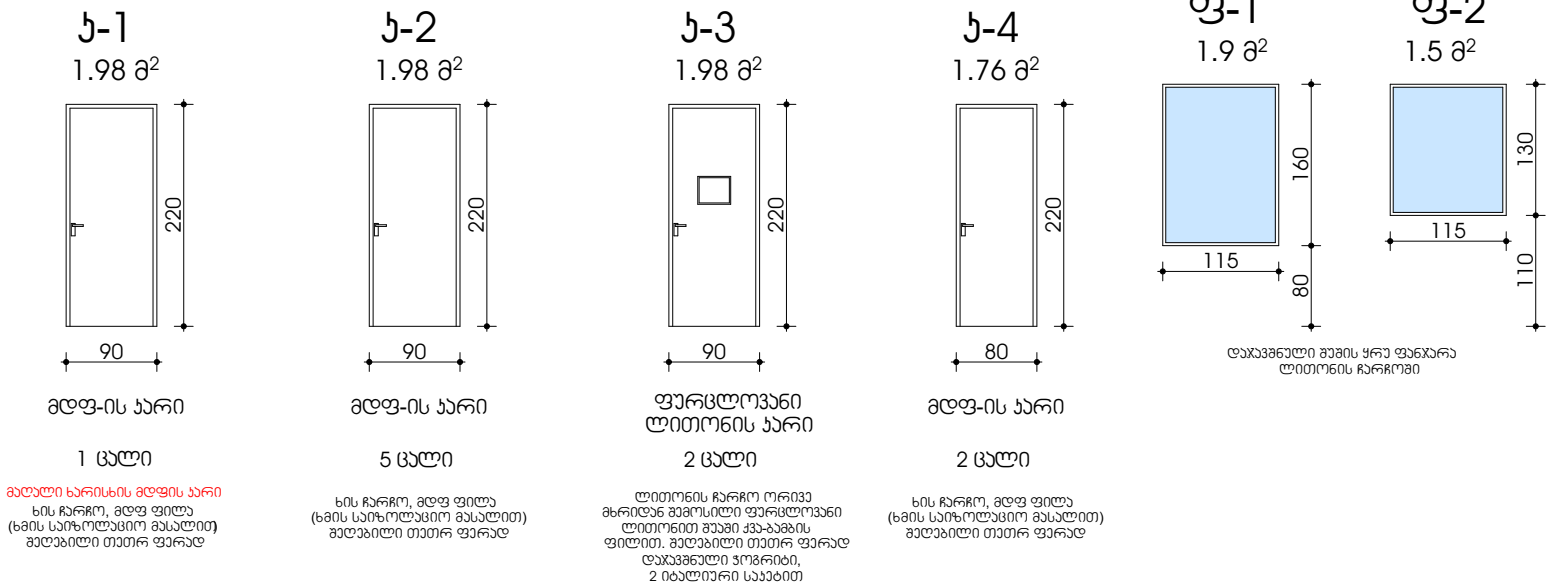 კ-1
1.98 მ²
220
90
მდფ-ის კარი
1 ცალი
მაღალი ხარისხის მდფის კარი
ხის ჩარჩო, მდფ ფილა
(ხმის საიზოლაციო მასალით)
შეღებილი თეთრ ფერად
კ-2
1.98 მ²
220
90
მდფ-ის კარი
5 ცალი
ხის ჩარჩო, მდფ ფილა
(ხმის საიზოლაციო მასალით)
შეღებილი თეთრ ფერად
კ-3
1.98 მ²
220
90
ფურცლოვანი
ლითონის კარი
2 ცალი
ლითონის ჩარჩო ორივე
მხრიდან შემოსილი ფურცლოვანი
ლითონით შუაში ქვა-ბამბის
ფილით. შეღებილი თეთრ ფერად
დაჯავშნული ჭოგრიტი,
2 იტალიური საკეტით
კ-4
1.76 მ²
220
80
მდფ-ის კარი
2 ცალი
ხის ჩარჩო, მდფ ფილა
(ხმის საიზოლაციო მასალით)
შეღებილი თეთრ ფერად
ფ-1
1.9 მ²
160
115
80
ფ-2
1.5 მ²
130
115
110
დაჯავშნული შუშის ყრუ ფანჯარა
ლითონის ჩარჩოში